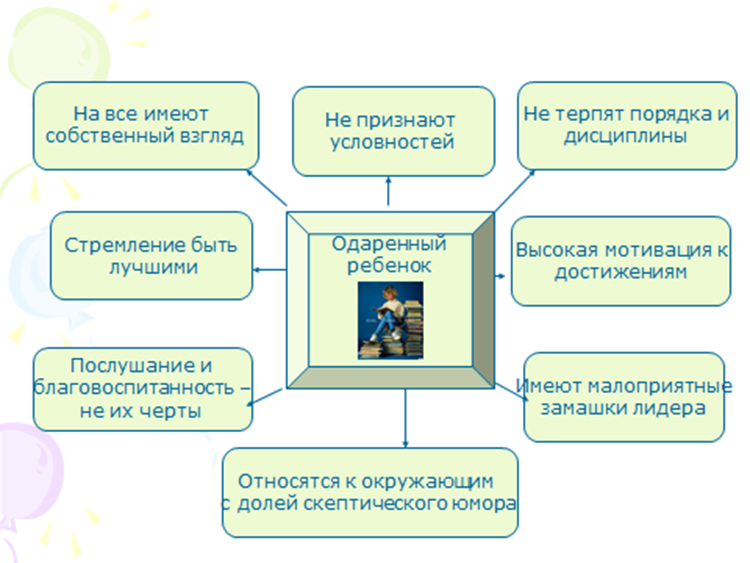 На все имеют
собственный взгляд
Не признают
условностей
Не терпят порядка и
дисциплины
Стремление быть
лучшими
Одаренный
ребенок
Высокая мотивация к
достижениям
Послушание и
благовоспитанность –
не их черты
Имеют малоприятные
замашки лидера
Относятся к окружающим
с долей скептического юмора